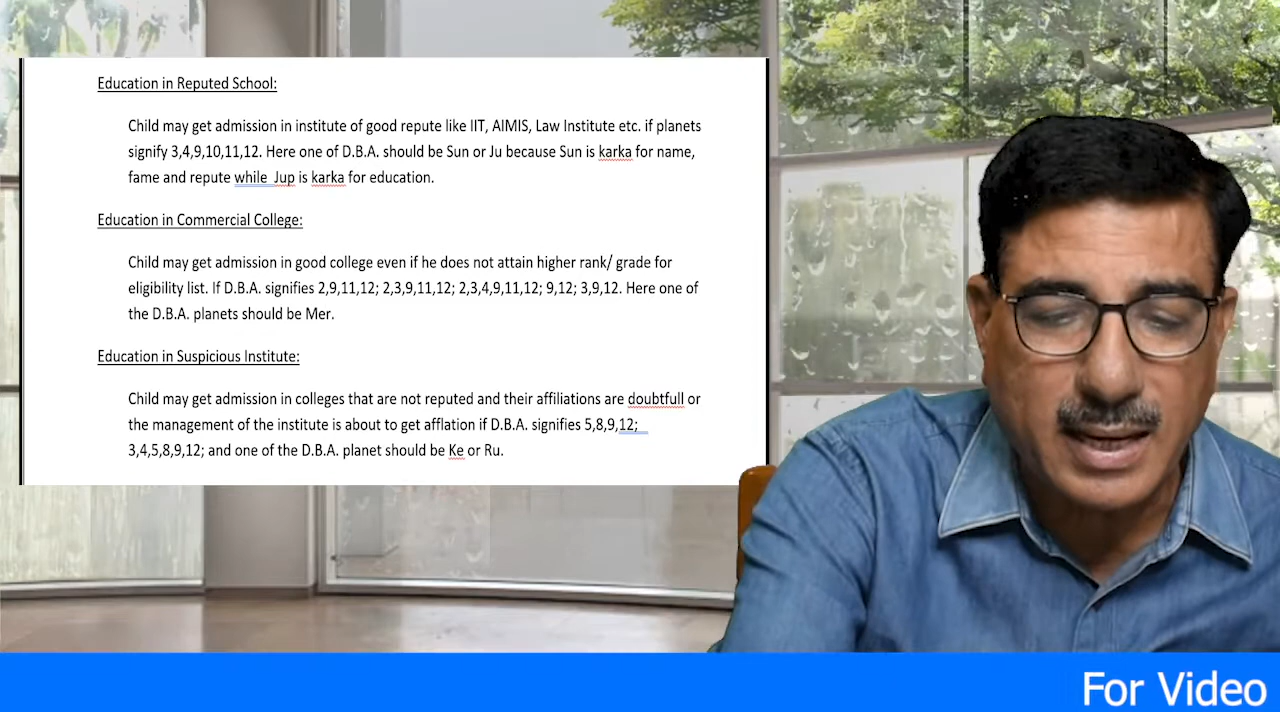 Education in Reputed School:
Child may get admission in institute of good repute like IIT, AIMIS, Law Institute etc. if planets
signify 3,4,9,10,11,12. Here one of D.B.A. should be Sun or Ju because Sun is karka for name,
fame and repute while Jup is karka for education.
Education in Commercial College:
Child may get admission in good college even if he does not attain higher rank/ grade for
eligibility list. If D.B.A. signifies 2,9,11,12; 2,3,9,11,12; 2,3,4,9,11,12; 9,12; 3,9,12. Here one of
the D.B.A. planets should be Mer.
Education in Suspicious Institute:
Child may get admission in colleges that are not reputed and their affiliations are doubtfull or
the management of the institute is about to get afflation if D.B.A. signifies 5,8,9,12;
3,4,5,8,9,12; and one of the D.B.A. planet should be Ke or Ru.
For Video